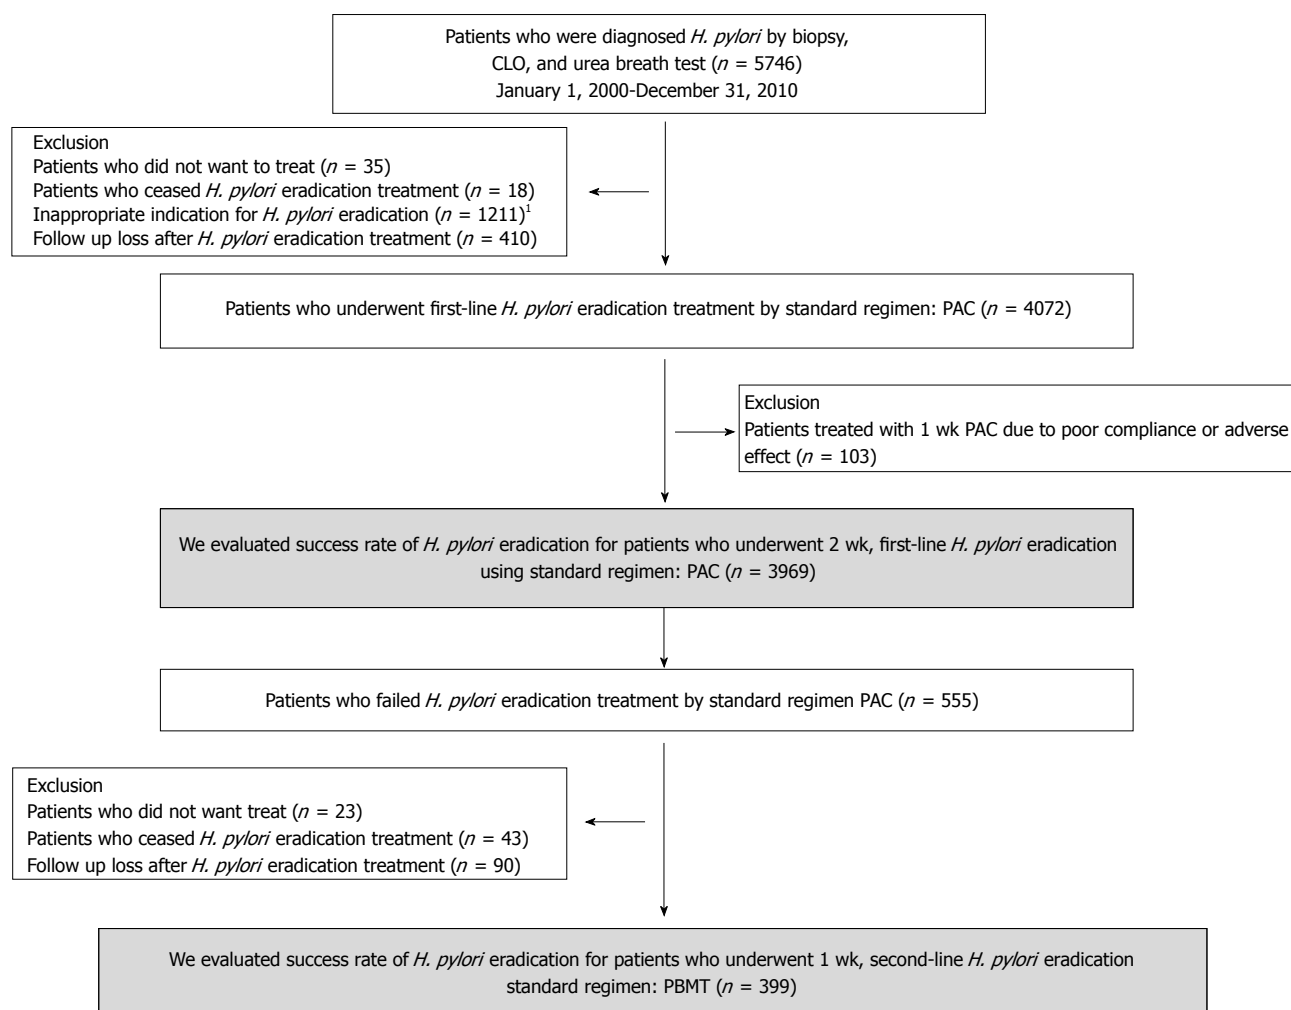 Patients who were diagnosed H. pylori by biopsy,
CLO, and urea breath test (n = 5746)
January 1, 2000-December 31, 2010
Exclusion
Patients who did not want to treat (n = 35)
Patients who ceased H. pylori eradication treatment (n = 18)
Inappropriate indication for H. pylori eradication (n = 1211)¹
Follow up loss after H. pylori eradication treatment (n = 410)
Patients who underwent first-line H. pylori eradication treatment by standard regimen: PAC (n = 4072)
Exclusion
Patients treated with 1 wk PAC due to poor compliance or adverse
effect (n = 103)
We evaluated success rate of H. pylori eradication for patients who underwent 2 wk, first-line H. pylori eradication
using standard regimen: PAC (n = 3969)
Patients who failed H. pylori eradication treatment by standard regimen PAC (n = 555)
Exclusion
Patients who did not want treat (n = 23)
Patients who ceased H. pylori eradication treatment (n = 43)
Follow up loss after H. pylori eradication treatment (n = 90)
We evaluated success rate of H. pylori eradication for patients who underwent 1 wk, second-line H. pylori eradication
standard regimen: PBMT (n = 399)